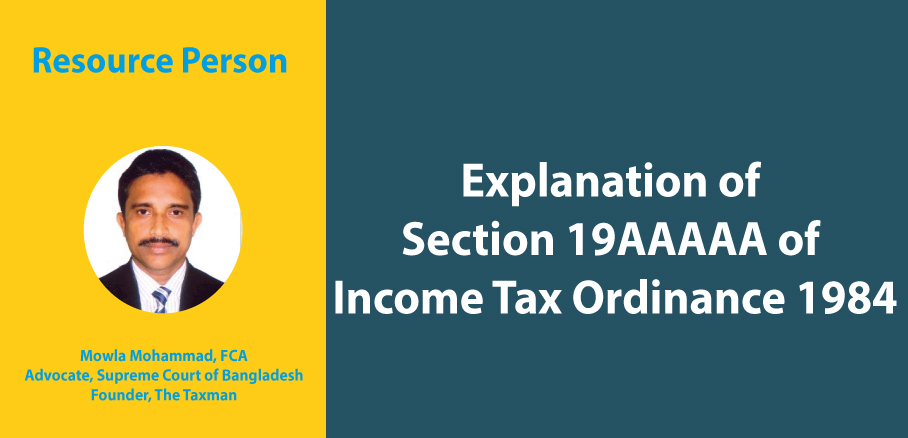 Resource Person
Mowla Mohammad, FCA
Advocate, Supreme Court of Bangladesh
Founder, The Taxman
Explanation of
Section 19AAAAA of
Income Tax Ordinance 1984